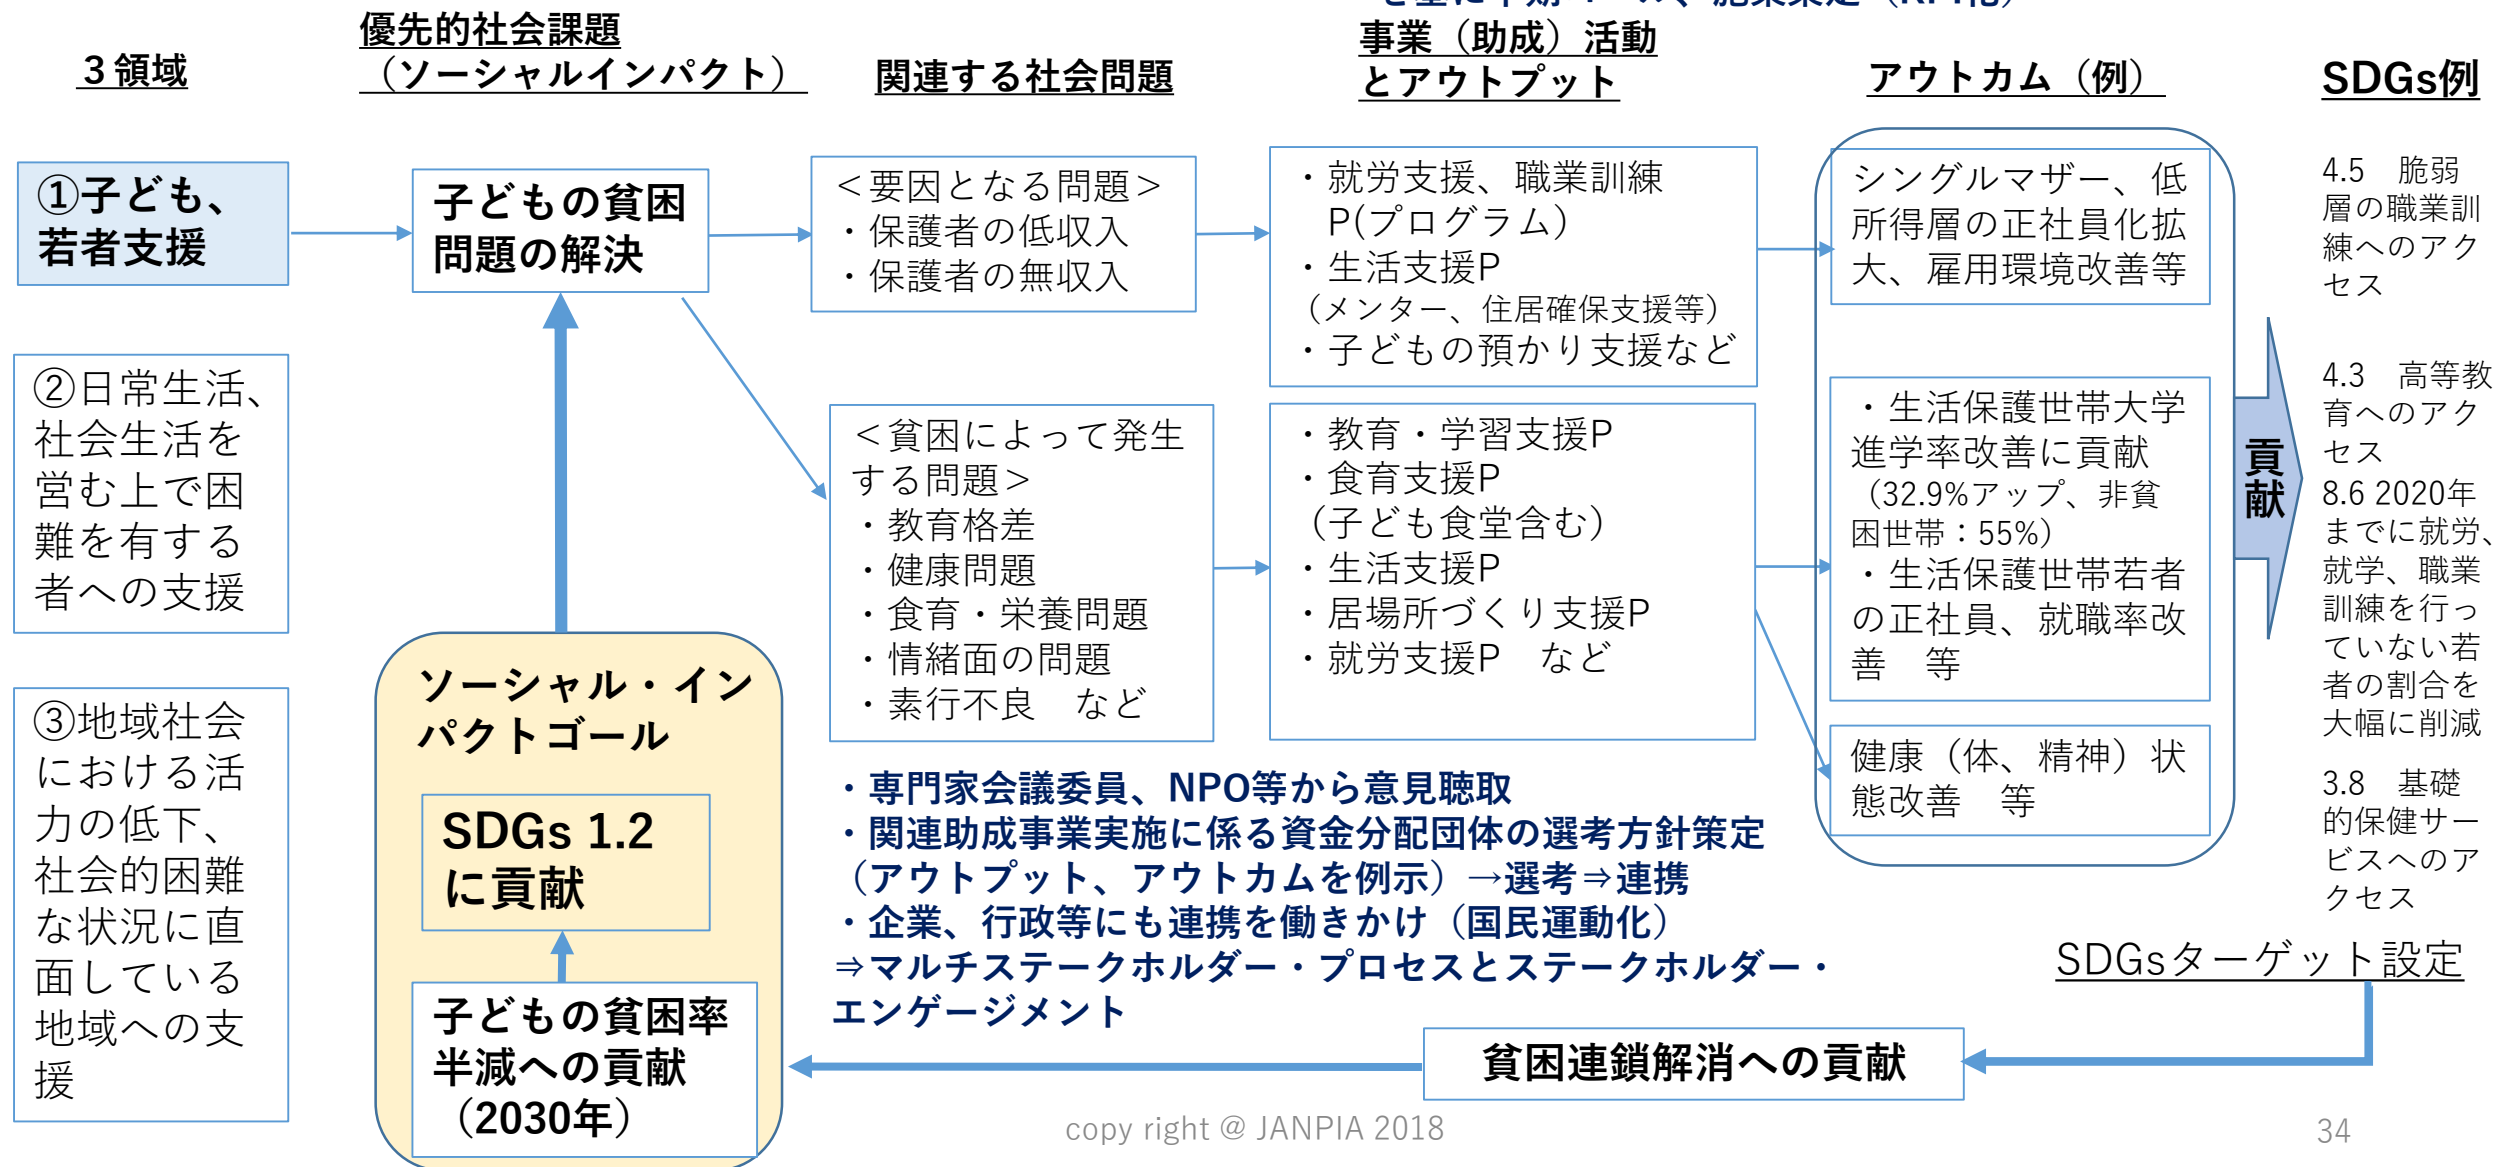 ３領域
優先的社会課題
（ソーシャルインパクト）
関連する社会問題
事業（助成）活動
とアウトプット
アウトカム（例）
SDGs例
①子ども、
若者支援
②日常生活、
社会生活を
営む上で困
難を有する
者への支援
③地域社会
における活
力の低下、
社会的困難
な状況に直
面している
地域への支
援
子どもの貧困
問題の解決
＜要因となる問題＞
・保護者の低収入
・保護者の無収入
＜貧困によって発生
する問題＞
・教育格差
・健康問題
・食育・栄養問題
・情緒面の問題
・素行不良　など
・就労支援、職業訓練
P(プログラム）
・生活支援P
（メンター、住居確保支援等）
・子どもの預かり支援など
・教育・学習支援P
・食育支援P
（子ども食堂含む）
・生活支援P
・居場所づくり支援P
・就労支援P　など
シングルマザー、低
所得層の正社員化拡
大、雇用環境改善等
・生活保護世帯大学
進学率改善に貢献
（32.9%アップ、非貧
困世帯：55%）
・生活保護世帯若者
の正社員、就職率改
善　等
健康（体、精神）状
態改善　等
貢献
4.5　脆弱
層の職業訓
練へのアク
セス
4.3　高等教
育へのアク
セス
8.6 2020年
までに就労、
就学、職業
訓練を行っ
ていない若
者の割合を
大幅に削減
3.8　基礎
的保健サー
ビスへのア
クセス
SDGsターゲット設定
貧困連鎖解消への貢献
・専門家会議委員、NPO等から意見聴取
・関連助成事業実施に係る資金分配団体の選考方針策定
（アウトプット、アウトカムを例示）→選考⇒連携
・企業、行政等にも連携を働きかけ（国民運動化）
⇒マルチステークホルダー・プロセスとステークホルダー・
エンゲージメント
ソーシャル・イン
パクトゴール
SDGs 1.2
に貢献
子どもの貧困率
半減への貢献
（2030年）
copy right @ JANPIA 2018
34